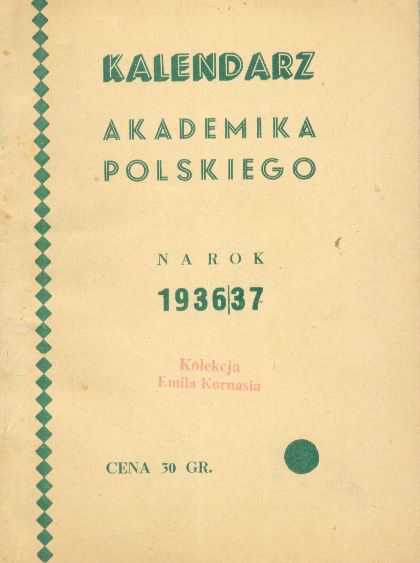 KALENDARZ
AKADEMIKA
POLSKIEGO
NA ROK
1936|37
Kolekcja
Emila Kornasia
CENA 30 GR.